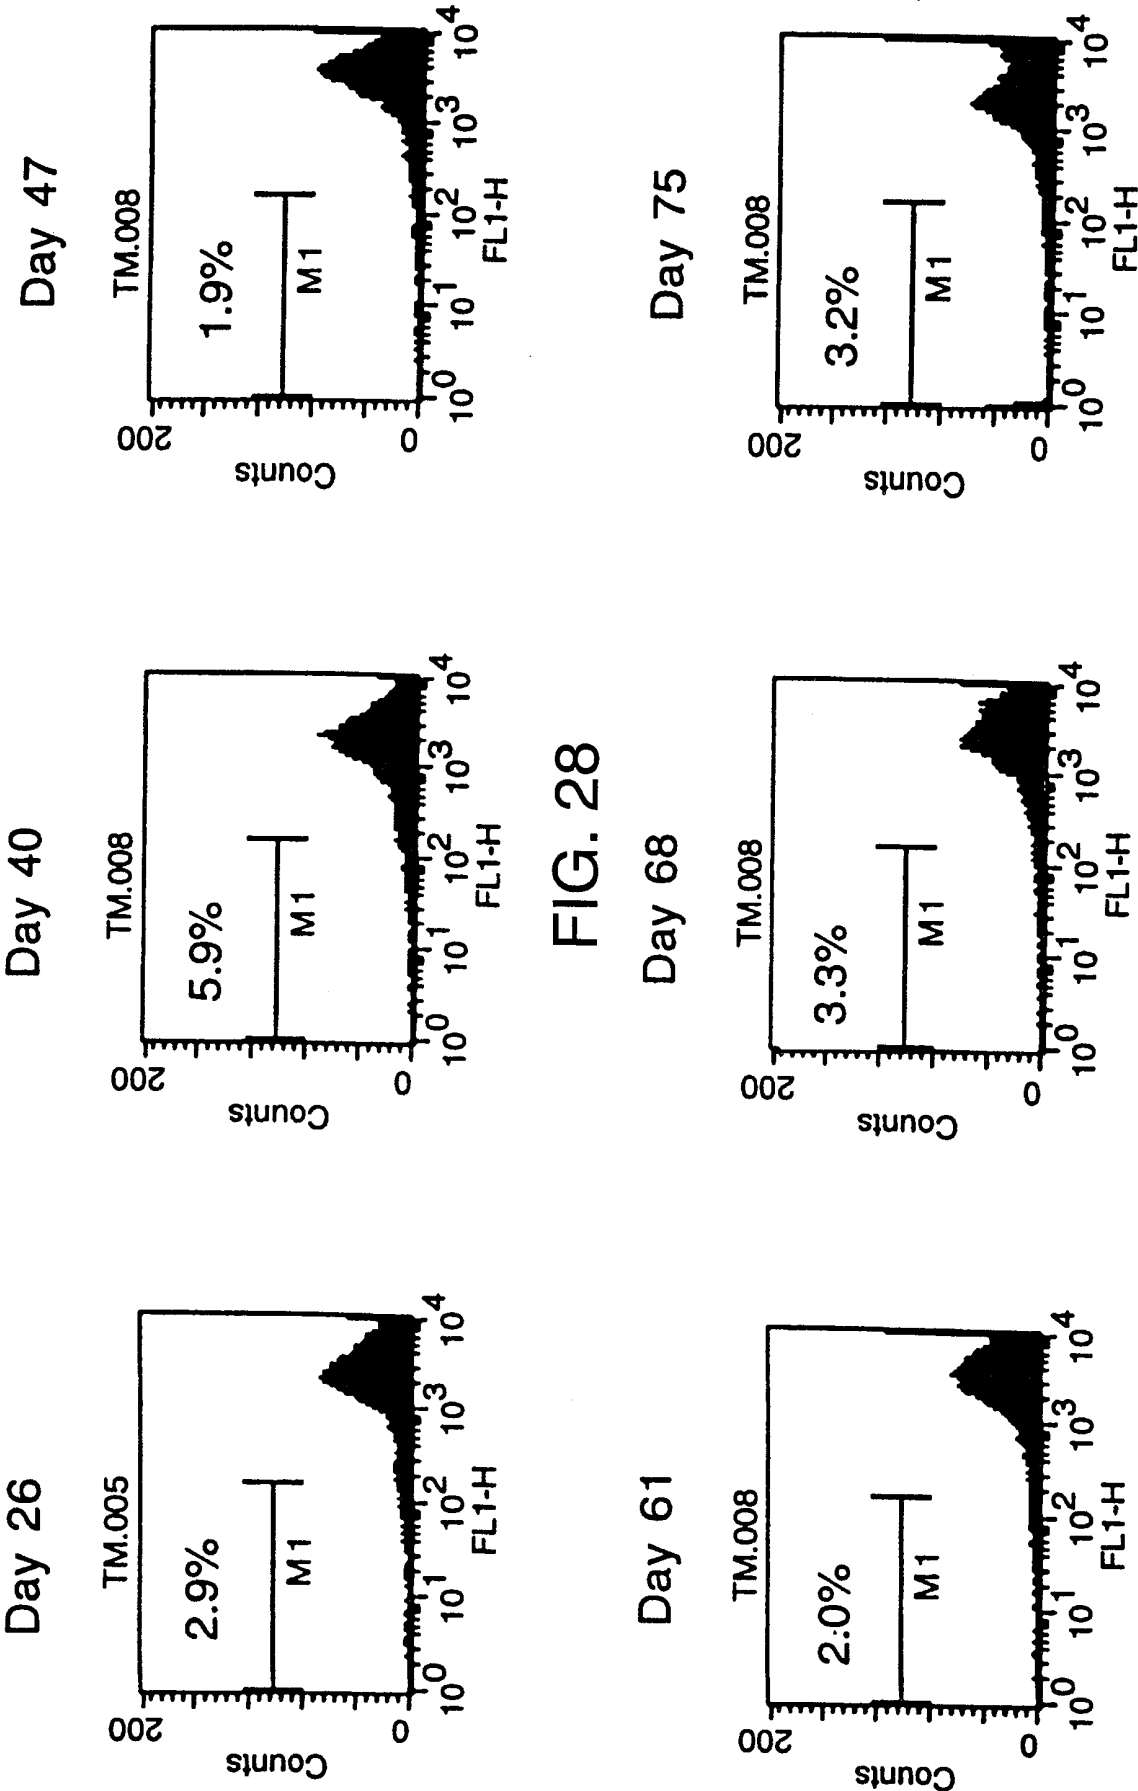 Day 26
TM.005
200
Counts
0
2.9%
M1
10⁰ 10¹ 10² 10³ 10⁴
FL1-H
Day 40
TM.008
200
Counts
0
5.9%
M1
10⁰ 10¹ 10² 10³ 10⁴
FL1-H
Day 47
TM.008
200
Counts
0
1.9%
M1
10⁰ 10¹ 10² 10³ 10⁴
FL1-H
FIG. 28
Day 61
TM.008
200
Counts
0
2.0%
M1
10⁰ 10¹ 10² 10³ 10⁴
FL1-H
Day 68
TM.008
200
Counts
0
3.3%
M1
10⁰ 10¹ 10² 10³ 10⁴
FL1-H
Day 75
TM.008
200
Counts
0
3.2%
M1
10⁰ 10¹ 10² 10³ 10⁴
FL1-H